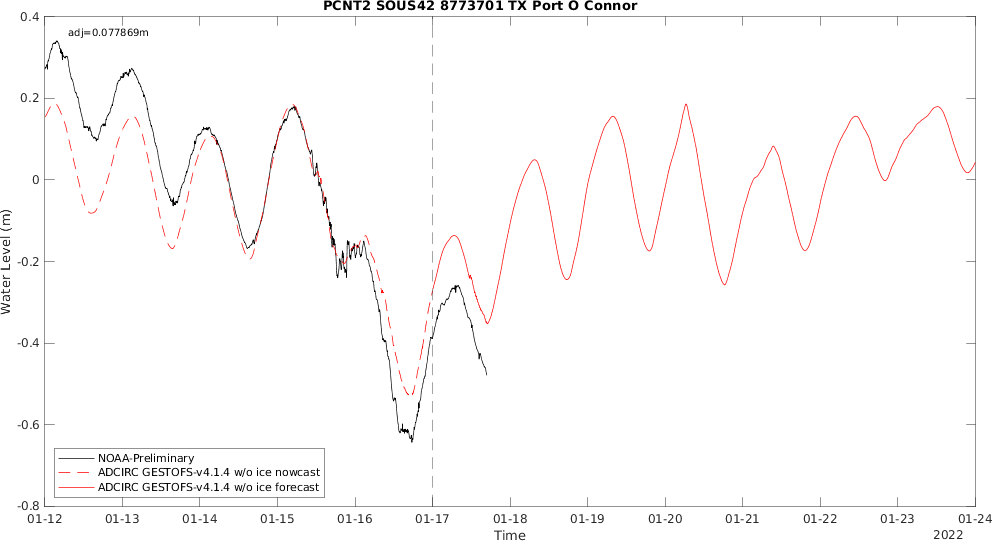 PCNT2 SOUS42 8773701 TX Port O Connor
adj=0.077869m
0.4
0.2
0
-0.2
-0.4
-0.6
-0.8
Water Level (m)
NOAA-Preliminary
ADCIRC GESTOFS-v4.1.4 w/o ice nowcast
ADCIRC GESTOFS-v4.1.4 w/o ice forecast
01-12 01-13 01-14 01-15 01-16 01-17 01-18 01-19 01-20 01-21 01-22 01-23 01-24
Time
2022